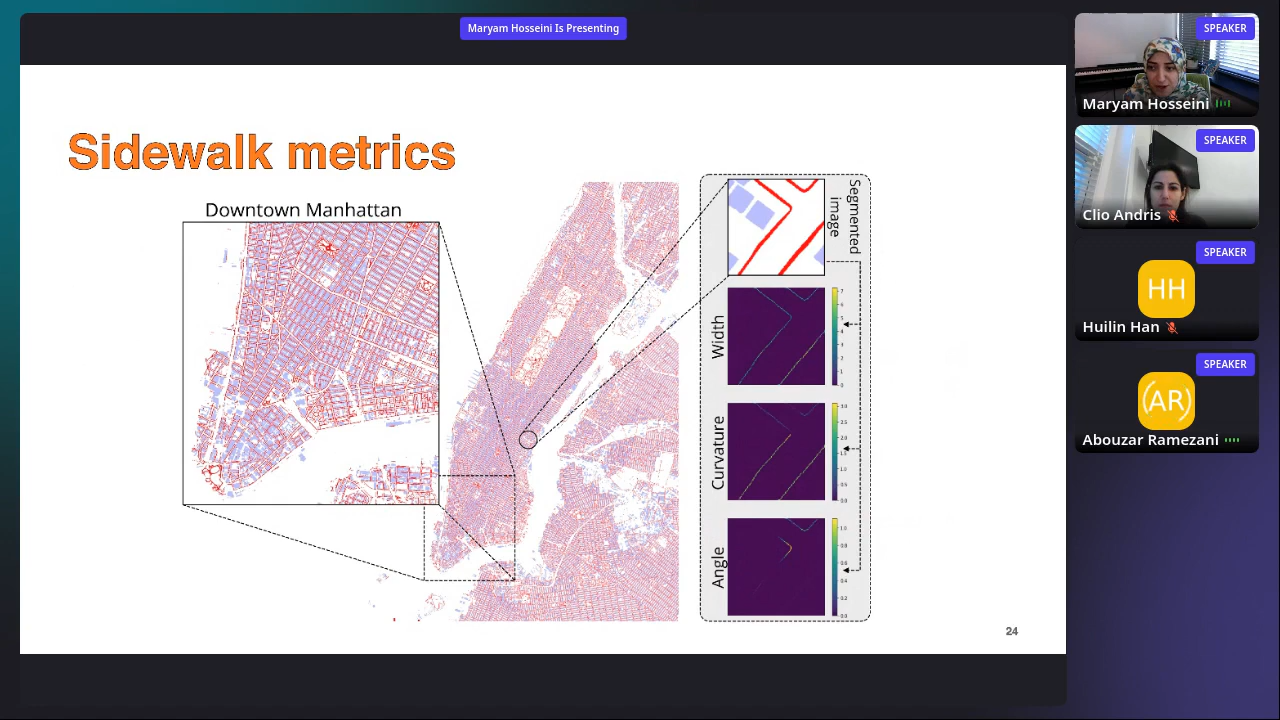 Maryam Hosseini Is Presenting
Sidewalk metrics
Downtown Manhattan
Segmented
image
Width
Curvature
Angle
24
SPEAKER
Maryam Hosseini
SPEAKER
Clio Andris
SPEAKER
HH
Huilin Han
SPEAKER
(AR)
Abouzar Ramezani